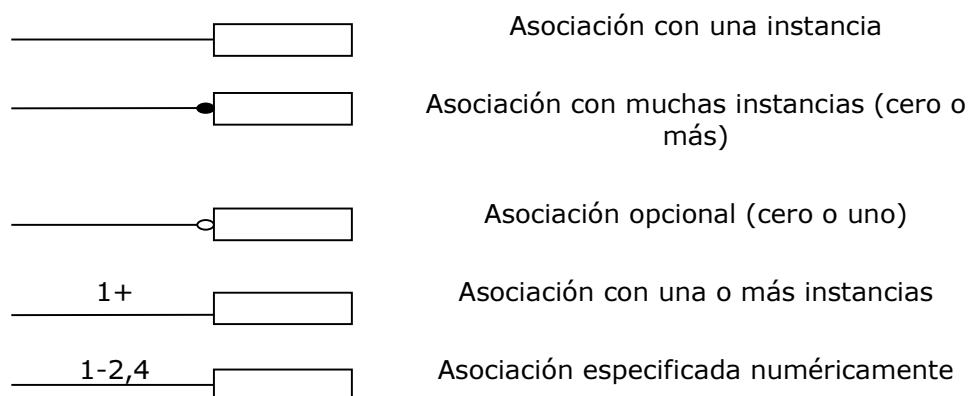 Asociación con una instancia
Asociación con muchas instancias (cero o
más)
Asociación opcional (cero o uno)
1+
Asociación con una o más instancias
1-2,4
Asociación especificada numéricamente